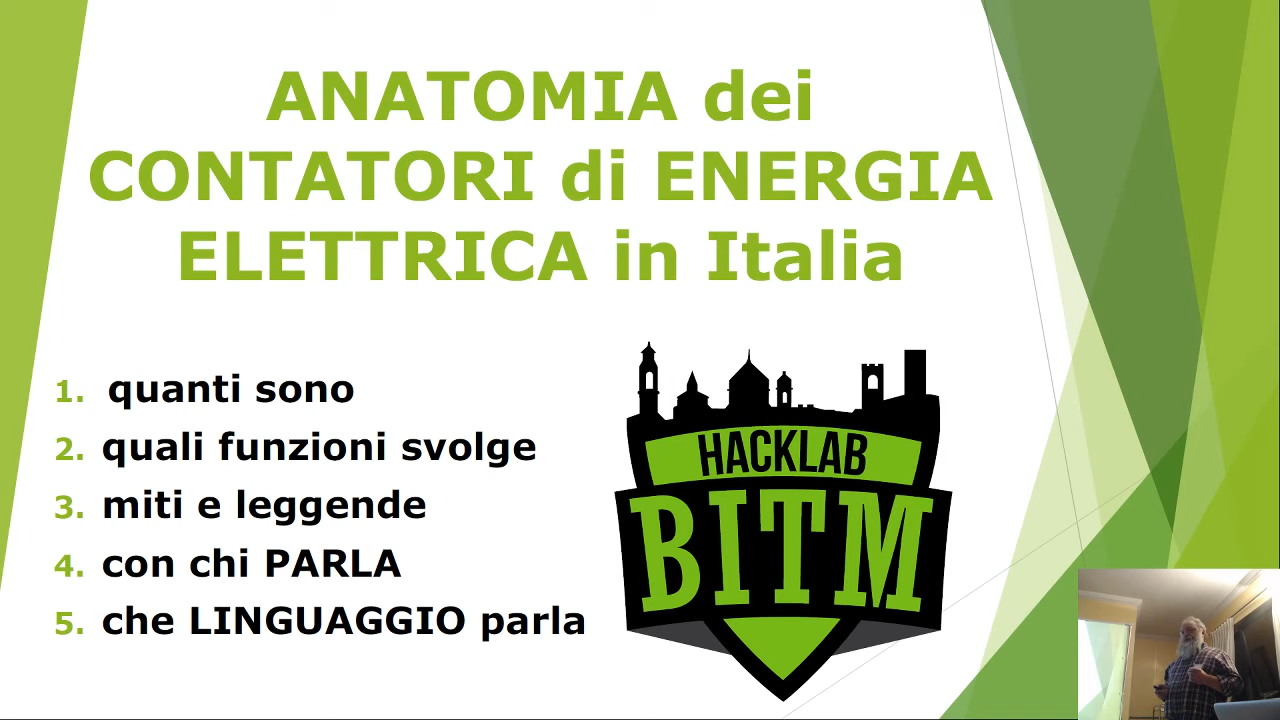 ANATOMIA dei
CONTATORI di ENERGIA
ELETTRICA in Italia
1. quanti sono
2. quali funzioni svolge
3. miti e leggende
4. con chi PARLA
5. che LINGUAGGIO parla
HACKLAB
BITM